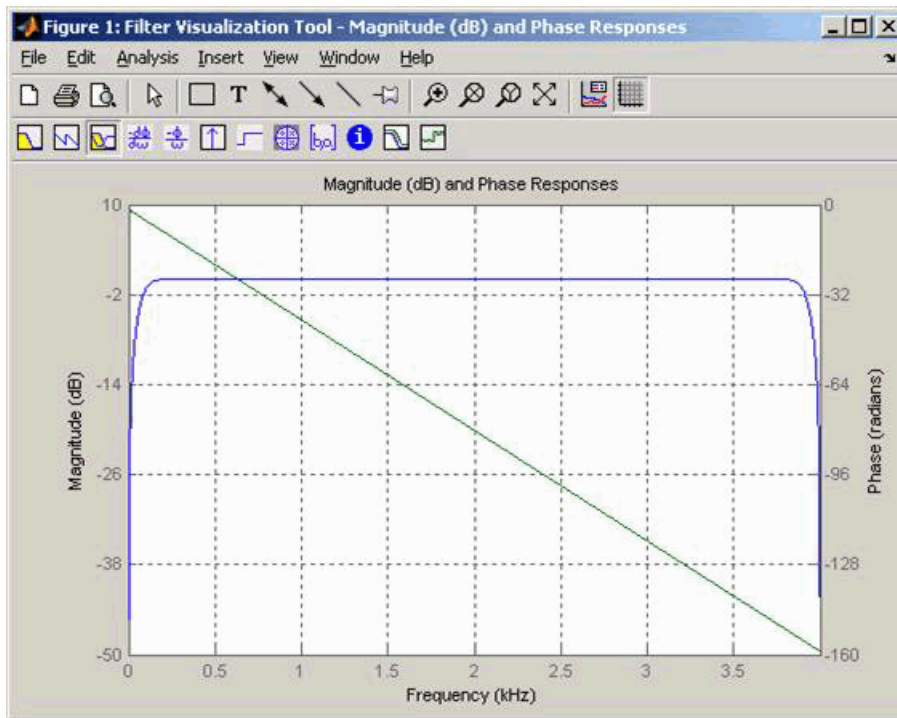 Figure 1: Filter Visualization Tool - Magnitude (dB) and Phase Responses
File Edit Analysis Insert View Window Help
T
[b,a]
i
Magnitude (dB) and Phase Responses
10
-2
-14
-26
-38
-50
Magnitude (dB)
0
-32
-64
-96
-128
-160
Phase (radians)
0 0.5 1 1.5 2 2.5 3 3.5
Frequency (kHz)